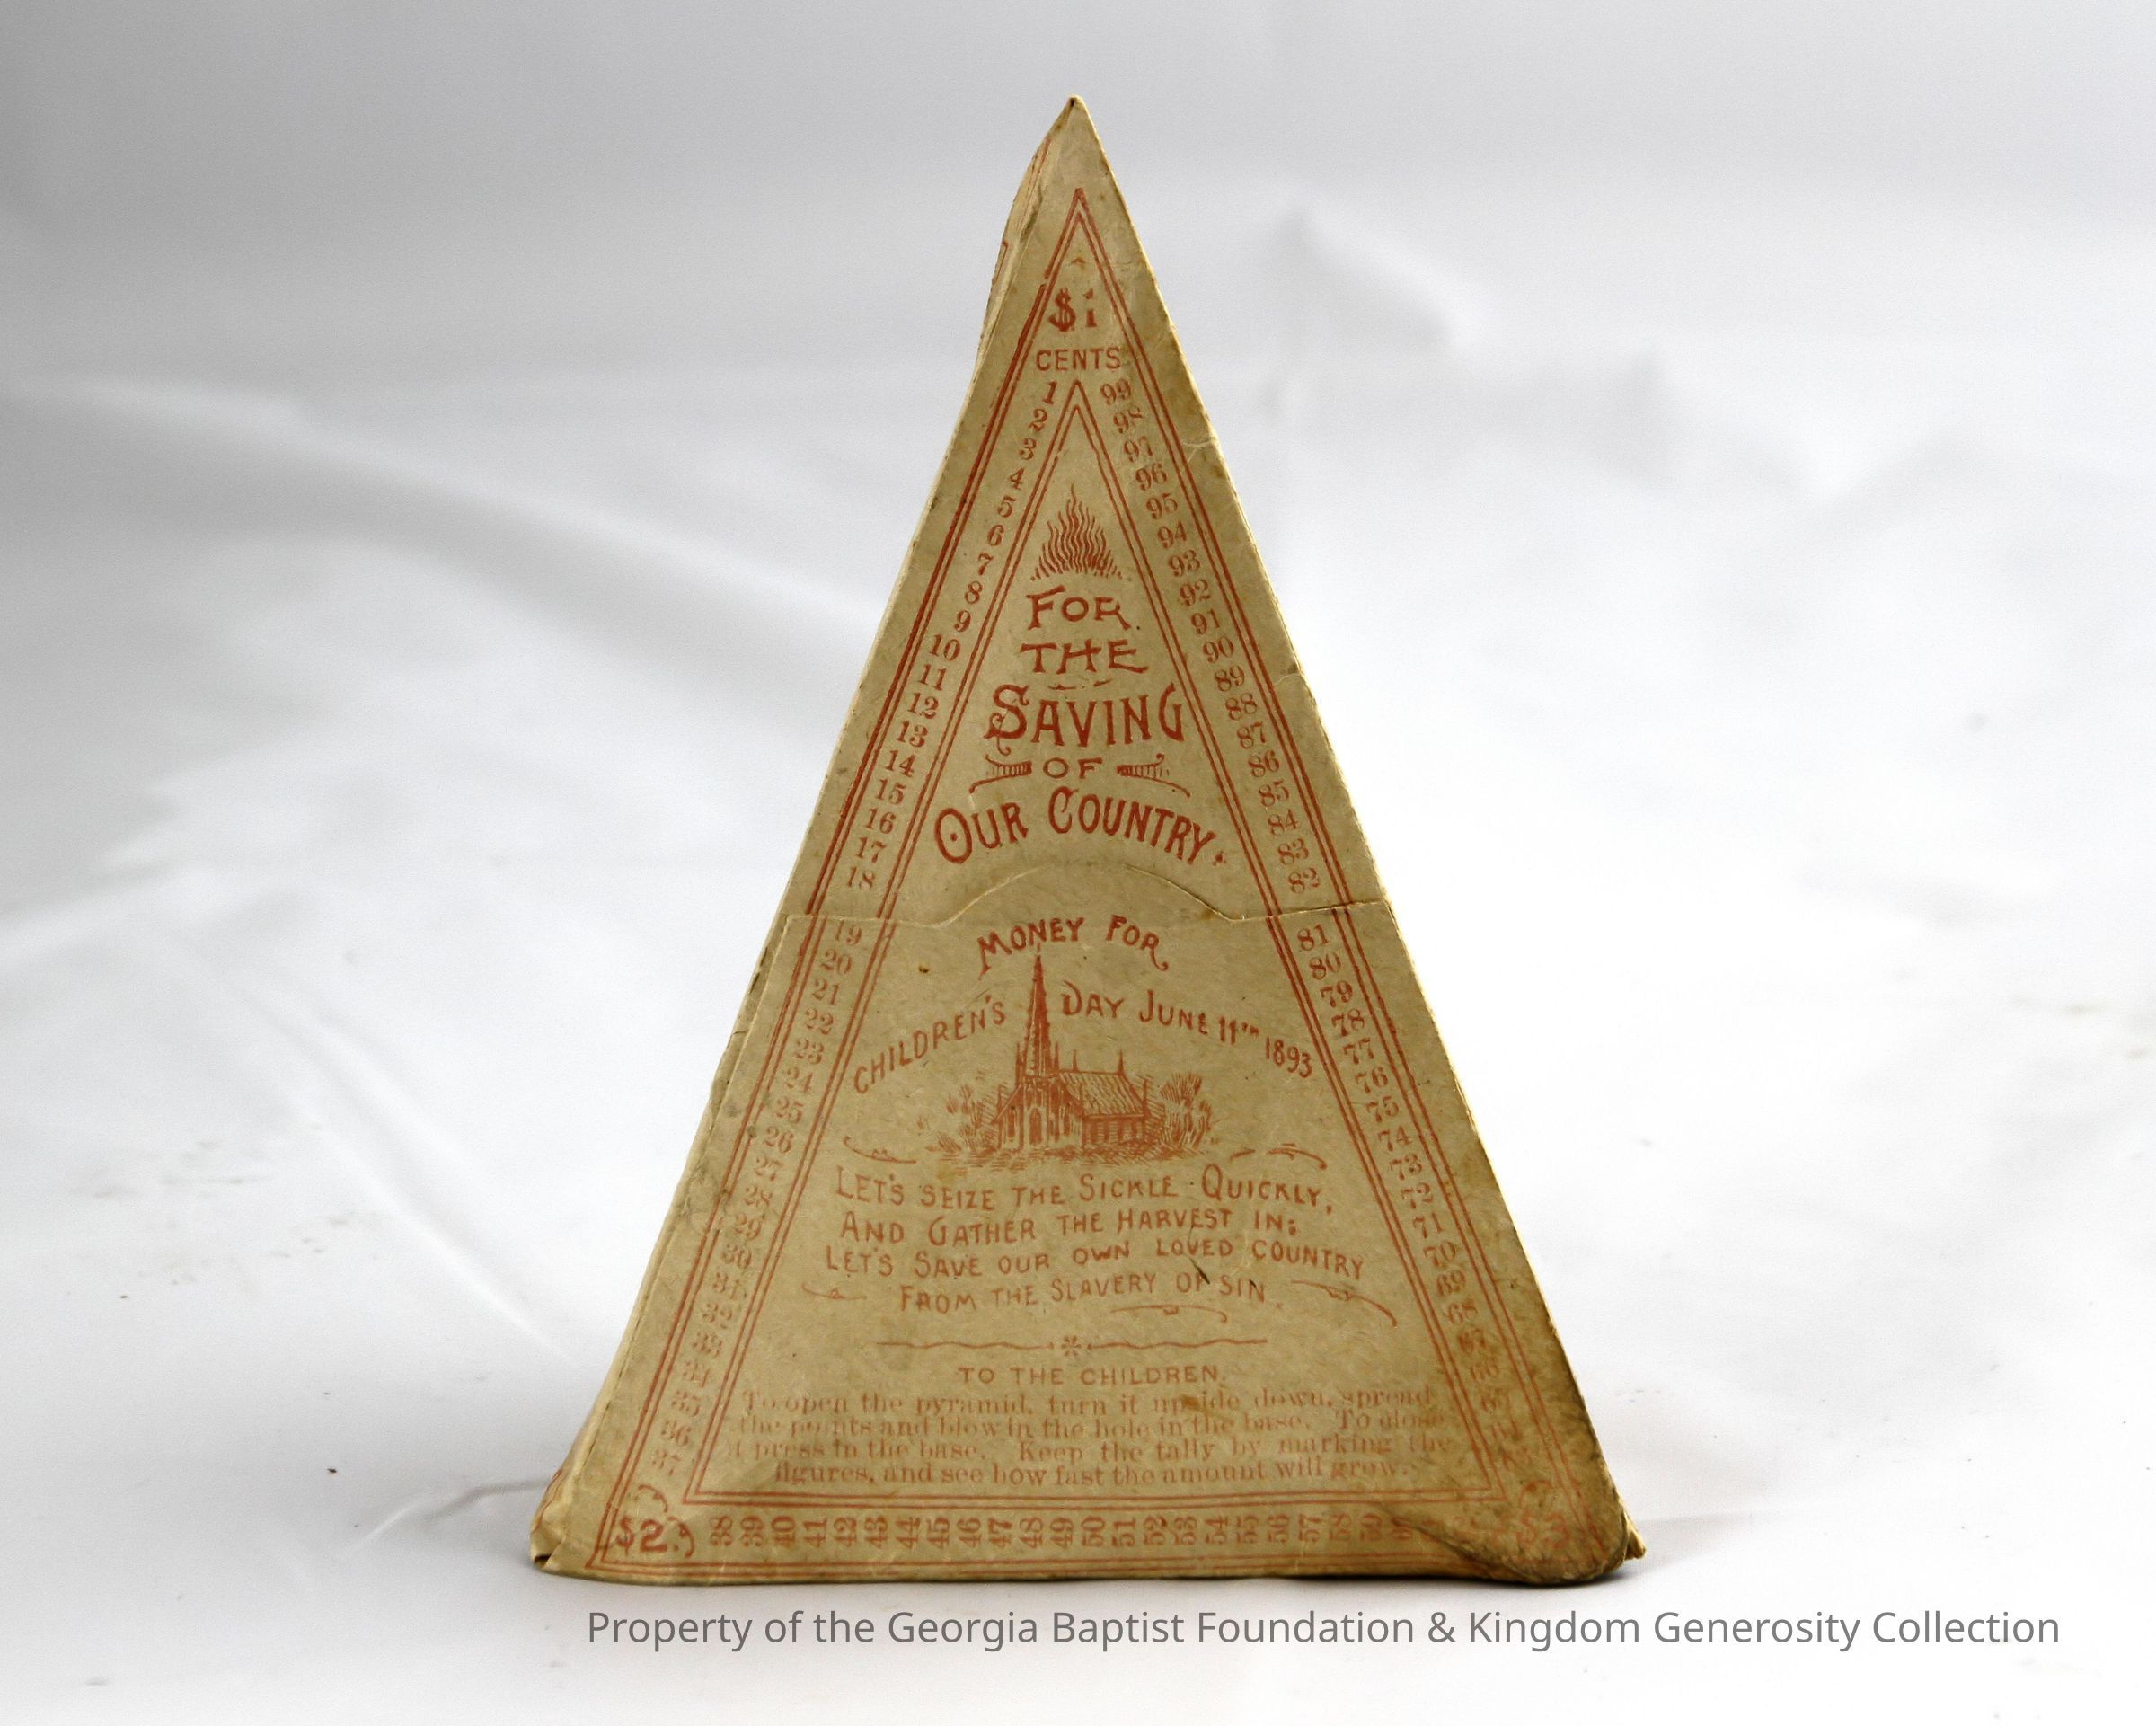 $1
CENTS
1 99
2 98
3 97
4 96
5 95
6 94
7 93
8 92
9 91
10 90
11 89
12 88
13 87
14 86
15 85
16 84
17 83
18 82
FOR
THE
SAVING
OF
OUR COUNTRY.
19 81
20 80
21 79
22 78
23 77
24 76
25 75
26 74
27 73
28 72
29 71
30 70
31 69
32 68
33 67
34 66
35 65
36
37
MONEY FOR
CHILDREN'S DAY JUNE 11TH 1893
LET'S SEIZE THE SICKLE QUICKLY,
AND GATHER THE HARVEST IN;
LET'S SAVE OUR OWN LOVED COUNTRY
FROM THE SLAVERY OF SIN.
TO THE CHILDREN.
To open the pyramid, turn it upside down, spread
the points and blow in the hole in the base. To close
it press in the base. Keep the tally by marking the
figures, and see how fast the amount will grow.
$2. 38 39 40 41 42 43 44 45 46 47 48 49 50 51 52 53 54 55 56 57 58 59 $3
Property of the Georgia Baptist Foundation & Kingdom Generosity Collection